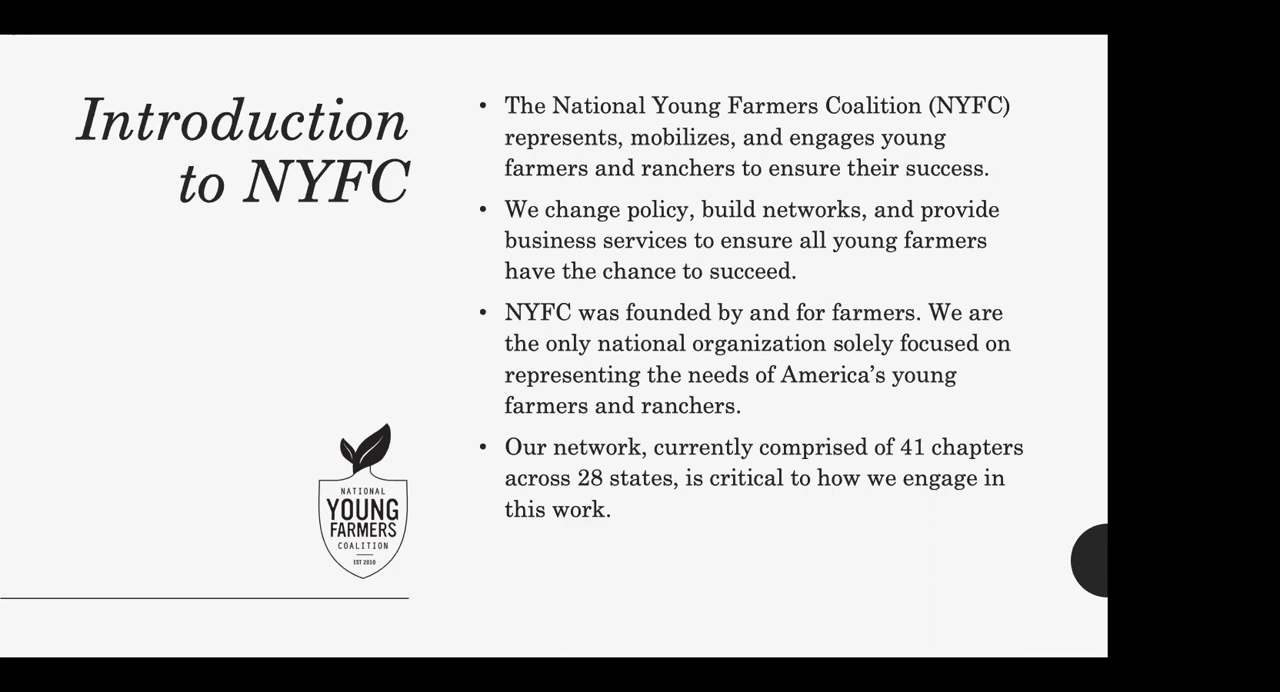 Introduction
to NYFC
• The National Young Farmers Coalition (NYFC)
represents, mobilizes, and engages young
farmers and ranchers to ensure their success.
• We change policy, build networks, and provide
business services to ensure all young farmers
have the chance to succeed.
• NYFC was founded by and for farmers. We are
the only national organization solely focused on
representing the needs of America’s young
farmers and ranchers.
• Our network, currently comprised of 41 chapters
across 28 states, is critical to how we engage in
this work.
NATIONAL
YOUNG
FARMERS
COALITION
EST 2010